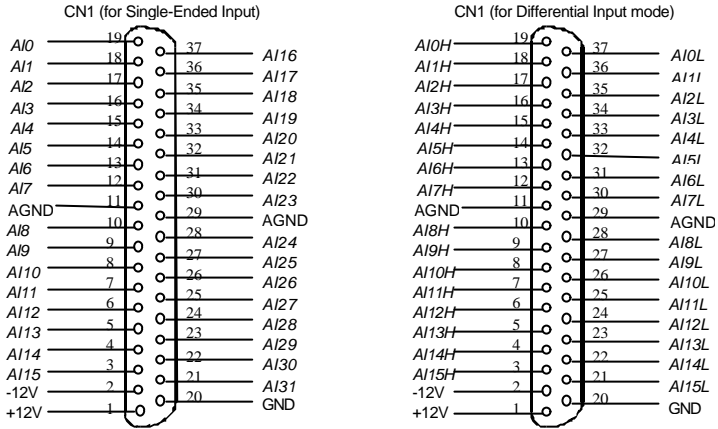 CN1 (for Single-Ended Input)
AI0 19
AI1 18
AI2 17
AI3 16
AI4 15
AI5 14
AI6 13
AI7 12
AGND 11
AI8 10
AI9 9
AI10 8
AI11 7
AI12 6
AI13 5
AI14 4
AI15 3
-12V 2
+12V 1
37 AI16
36 AI17
35 AI18
34 AI19
33 AI20
32 AI21
31 AI22
30 AI23
29 AGND
28 AI24
27 AI25
26 AI26
25 AI27
24 AI28
23 AI29
22 AI30
21 AI31
20 GND
CN1 (for Differential Input mode)
AI0H 19
AI1H 18
AI2H 17
AI3H 16
AI4H 15
AI5H 14
AI6H 13
AI7H 12
AGND 11
AI8H 10
AI9H 9
AI10H 8
AI11H 7
AI12H 6
AI13H 5
AI14H 4
AI15H 3
-12V 2
+12V 1
37 AI0L
36 AI1L
35 AI2L
34 AI3L
33 AI4L
32 AI5L
31 AI6L
30 AI7L
29 AGND
28 AI8L
27 AI9L
26 AI10L
25 AI11L
24 AI12L
23 AI13L
22 AI14L
21 AI15L
20 GND